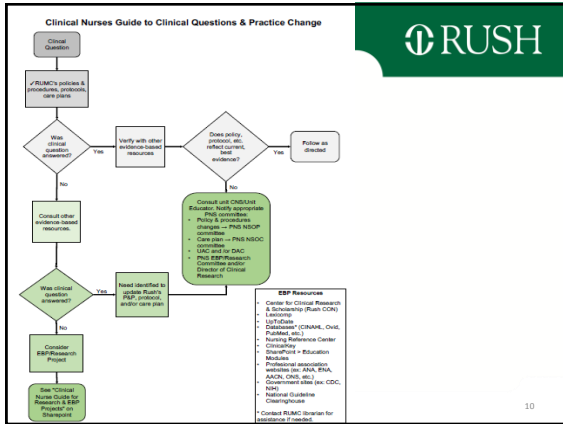 Clinical Nurses Guide to Clinical Questions & Practice Change
RUSH
Clinical
Question
✓RUMC's policies &
procedures, protocols,
care plans
Was
clinical
question
answered?
Yes
Verify with other
evidence-based
resources
Does policy,
protocol, etc.
reflect current,
best
evidence?
Yes
Follow as
directed
No
No
Consult other
evidence-based
resources.
Consult unit CNS/Unit
Educator. Notify appropriate
PNS committee:
• Policy & procedures
changes → PNS NSOP
committee
• Care plan → PNS NSOC
committee
• UAC and /or DAC
• PNS EBP/Research
Committee and/or
Director of Clinical
Research
Was clinical
question
answered?
Yes
Need identified to
update Rush's
P&P, protocol,
and/or care plan
No
Consider
EBP/Research
Project
See "Clinical
Nurse Guide for
Research & EBP
Projects" on
Sharepoint
EBP Resources
• Center for Clinical Research
& Scholarship (Rush CON)
• Lexicomp
• UpToDate
• Databases* (CINAHL, Ovid,
PubMed, etc.)
• Nursing Reference Center
• ClinicalKey
• SharePoint = Education
Modules
• Profesional association
websites (ex: ANA, ENA,
AACN, ONS, etc.)
• Government sites (ex: CDC,
NIH)
• National Guideline
Clearinghouse
* Contact RUMC librarian for
assistance if needed.
10